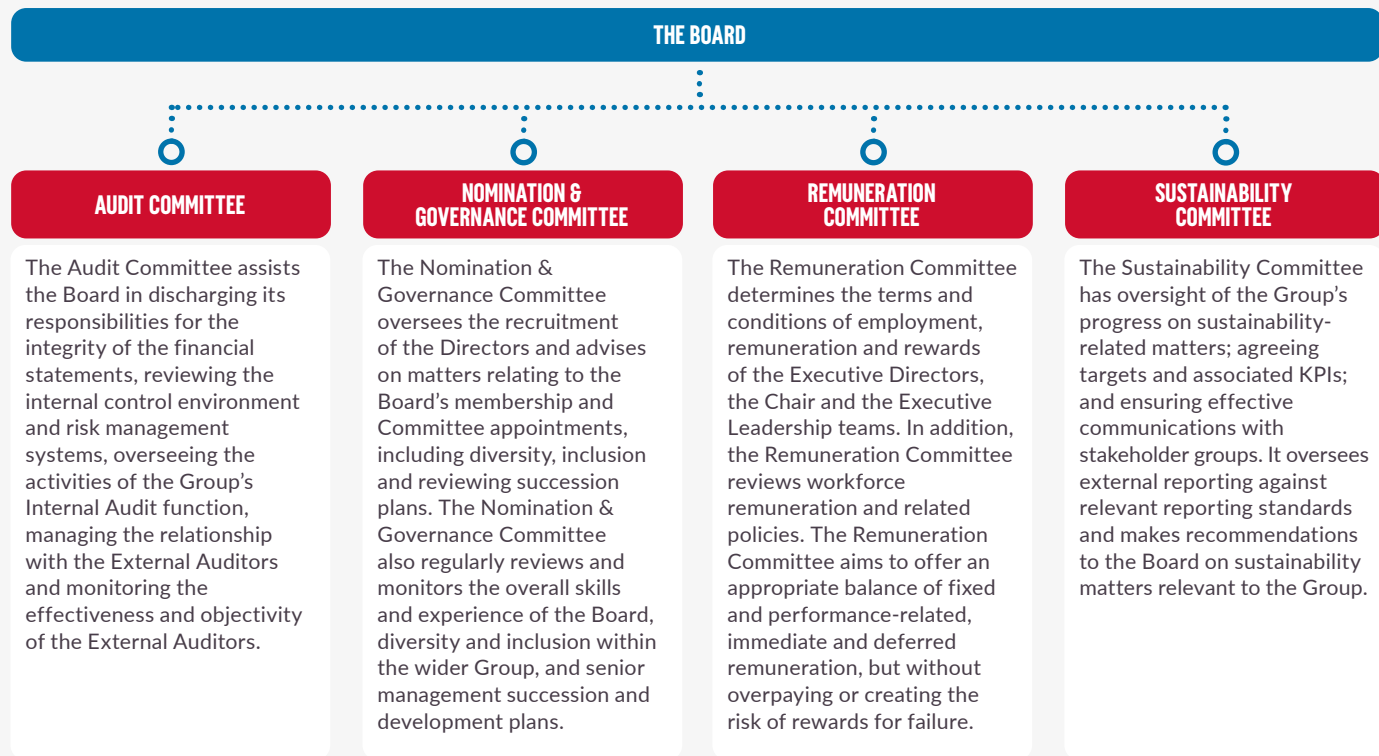 THE BOARD
AUDIT COMMITTEE
The Audit Committee assists
the Board in discharging its
responsibilities for the
integrity of the financial
statements, reviewing the
internal control environment
and risk management
systems, overseeing the
activities of the Group’s
Internal Audit function,
managing the relationship
with the External Auditors
and monitoring the
effectiveness and objectivity
of the External Auditors.
NOMINATION &
GOVERNANCE COMMITTEE
The Nomination &
Governance Committee
oversees the recruitment
of the Directors and advises
on matters relating to the
Board’s membership and
Committee appointments,
including diversity, inclusion
and reviewing succession
plans. The Nomination &
Governance Committee
also regularly reviews and
monitors the overall skills
and experience of the Board,
diversity and inclusion within
the wider Group, and senior
management succession and
development plans.
REMUNERATION
COMMITTEE
The Remuneration Committee
determines the terms and
conditions of employment,
remuneration and rewards
of the Executive Directors,
the Chair and the Executive
Leadership teams. In addition,
the Remuneration Committee
reviews workforce
remuneration and related
policies. The Remuneration
Committee aims to offer an
appropriate balance of fixed
and performance-related,
immediate and deferred
remuneration, but without
overpaying or creating the
risk of rewards for failure.
SUSTAINABILITY
COMMITTEE
The Sustainability Committee
has oversight of the Group’s
progress on sustainability-
related matters; agreeing
targets and associated KPIs;
and ensuring effective
communications with
stakeholder groups. It oversees
external reporting against
relevant reporting standards
and makes recommendations
to the Board on sustainability
matters relevant to the Group.